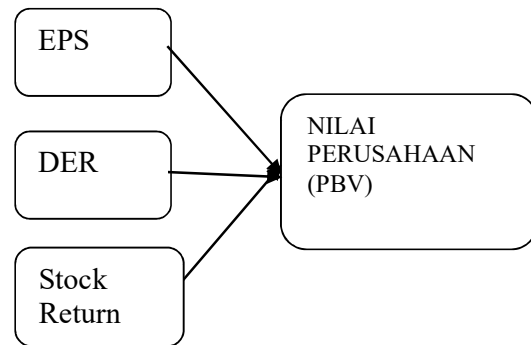 EPS
DER
Stock
Return
NILAI
PERUSAHAAN
(PBV)